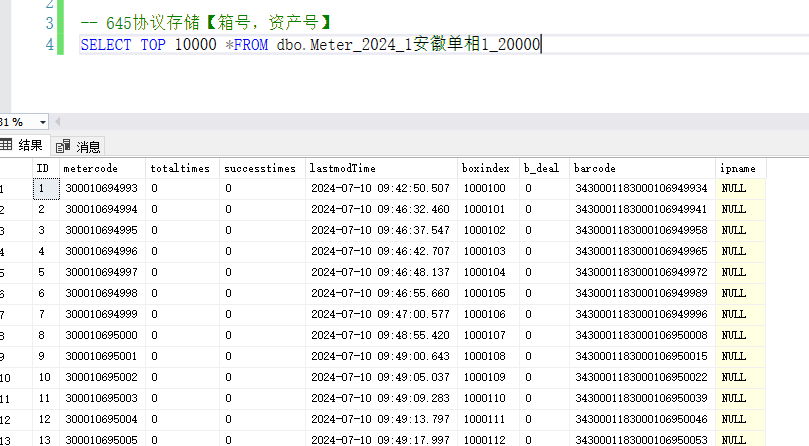 2
3 -- 645协议存储【箱号，资产号】
4 SELECT TOP 10000 *FROM dbo.Meter_2024_1安徽单相1_20000
81 %
结果 消息
ID metercode totaltimes successtimes lastmodTime boxindex b_deal barcode ipname
1 1 300010694993 0 0 2024-07-10 09:42:50.507 1000100 0 3430001183000106949934 NULL
2 2 300010694994 0 0 2024-07-10 09:46:32.460 1000101 0 3430001183000106949941 NULL
3 3 300010694995 0 0 2024-07-10 09:46:37.547 1000102 0 3430001183000106949958 NULL
4 4 300010694996 0 0 2024-07-10 09:46:42.707 1000103 0 3430001183000106949965 NULL
5 5 300010694997 0 0 2024-07-10 09:46:48.137 1000104 0 3430001183000106949972 NULL
6 6 300010694998 0 0 2024-07-10 09:46:55.660 1000105 0 3430001183000106949989 NULL
7 7 300010694999 0 0 2024-07-10 09:47:00.577 1000106 0 3430001183000106949996 NULL
8 8 300010695000 0 0 2024-07-10 09:48:55.420 1000107 0 3430001183000106950008 NULL
9 9 300010695001 0 0 2024-07-10 09:49:00.643 1000108 0 3430001183000106950015 NULL
10 10 300010695002 0 0 2024-07-10 09:49:05.037 1000109 0 3430001183000106950022 NULL
11 11 300010695003 0 0 2024-07-10 09:49:09.283 1000110 0 3430001183000106950039 NULL
12 12 300010695004 0 0 2024-07-10 09:49:13.797 1000111 0 3430001183000106950046 NULL
13 13 300010695005 0 0 2024-07-10 09:49:17.997 1000112 0 3430001183000106950053 NULL